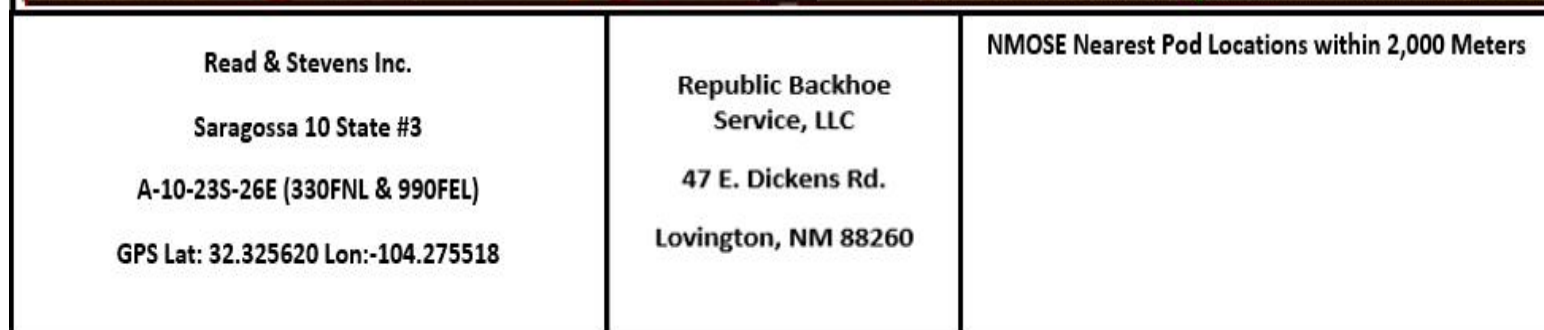 Read & Stevens Inc.
Saragossa 10 State #3
A-10-23S-26E (330FNL & 990FEL)
GPS Lat: 32.325620 Lon:-104.275518
Republic Backhoe
Service, LLC
47 E. Dickens Rd.
Lovington, NM 88260
NMOSE Nearest Pod Locations within 2,000 Meters